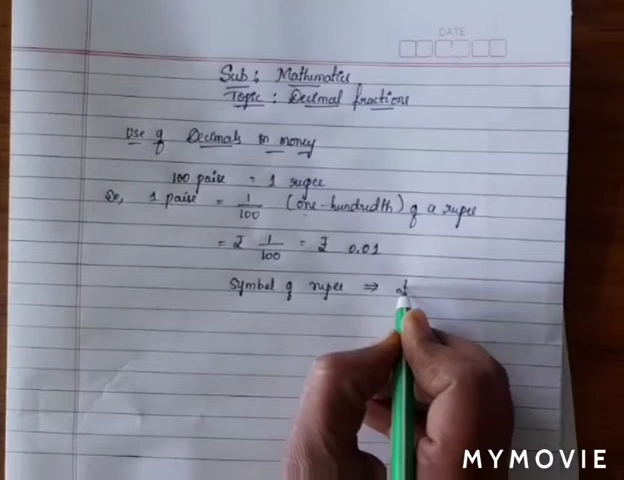 DATE
Sub : Mathematics
Topic : Decimal fractions
Use of Decimals in money
100 paise = 1 rupee
So, 1 paise = 1/100 (one-hundredth) of a rupee
= ₹ 1/100 = ₹ 0.01
Symbol of rupee ⇒
MYMOVIE